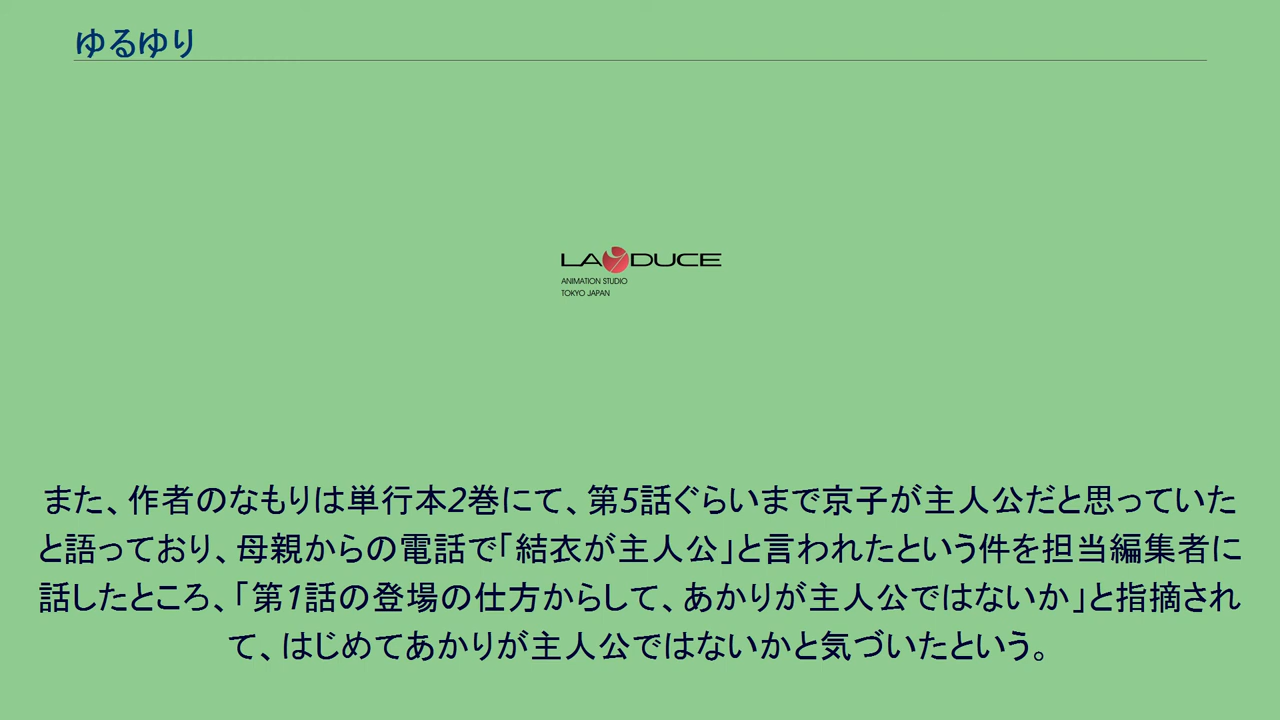 ゆるゆり
LAyDUCE
ANIMATION STUDIO
TOKYO JAPAN
また、作者のなもりは単行本2巻にて、第5話ぐらいまで京子が主人公だと思っていた
と語っており、母親からの電話で「結衣が主人公」と言われたという件を担当編集者に
話したところ、「第1話の登場の仕方からして、あかりが主人公ではないか」と指摘され
て、はじめてあかりが主人公ではないかと気づいたという。